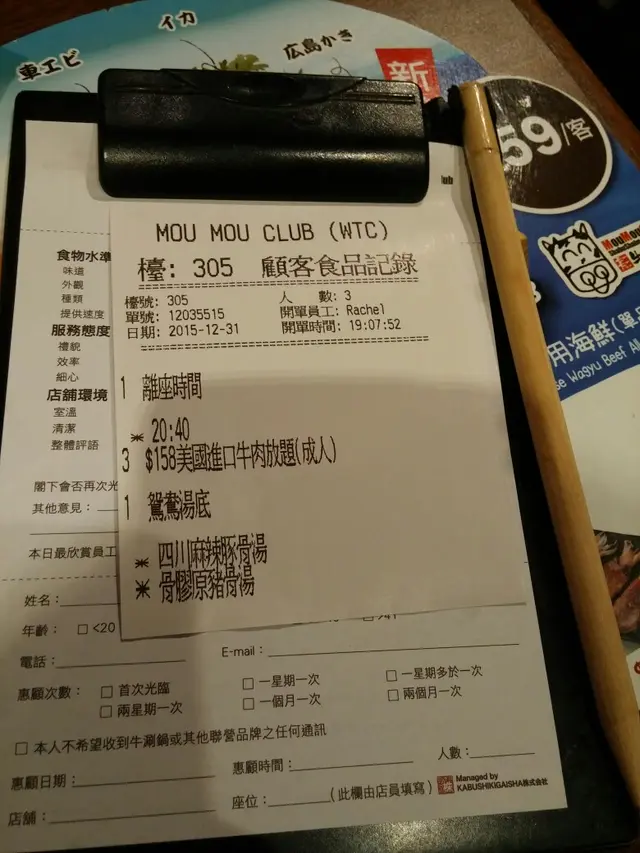 車エビ
イカ
広島かき
新
59/客
MOU MOU CLUB (WTC)
檯: 305 顧客食品記錄
檯號: 305 人 數: 3
單號: 12035515 開單員工: Rachel
日期: 2015-12-31 開單時間: 19:07:52
1 離座時間
* 20:40
3 $158美國進口牛肉放題(成人)
1 鴛鴦湯底
* 四川麻辣豚骨湯
* 骨膠原豬骨湯
食物水準
味道
外觀
種類
提供速度
服務態度
禮貌
效率
細心
店舖環境
室溫
清潔
整體評語
閣下會否再次光
其他意見:
本日最欣賞員工
姓名:
年齡: □ <20
電話: E-mail:
惠顧次數: □ 首次光臨 □ 一星期一次 □ 一星期多於一次
□ 兩星期一次 □ 一個月一次 □ 兩個月一次
□ 本人不希望收到牛涮鍋或其他聯營品牌之任何通訊
惠顧日期: 惠顧時間: 人數:
店舖: 座位: (此欄由店員填寫)
Managed by
KABUSHIKIGAISHA株式會社
MouMou
用海鮮
se Wagyu Beef All